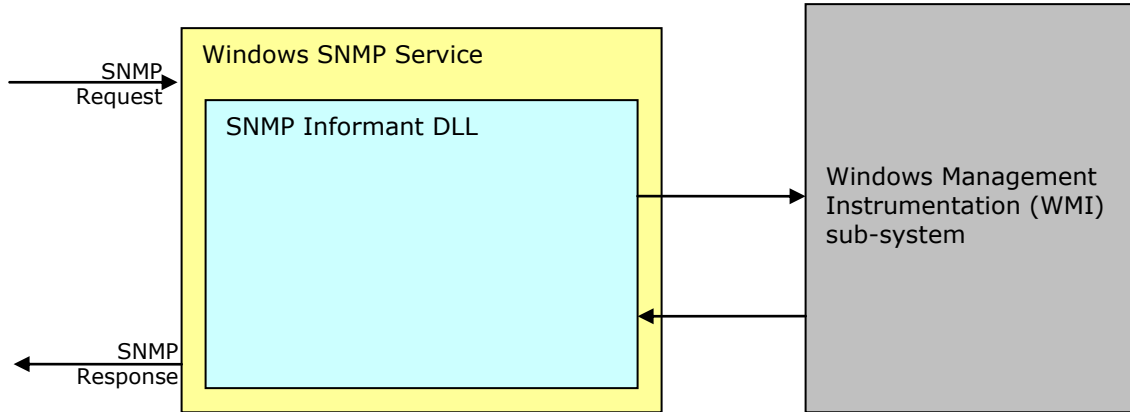 Windows SNMP Service
SNMP
Request
SNMP Informant DLL
Windows Management
Instrumentation (WMI)
sub-system
SNMP
Response